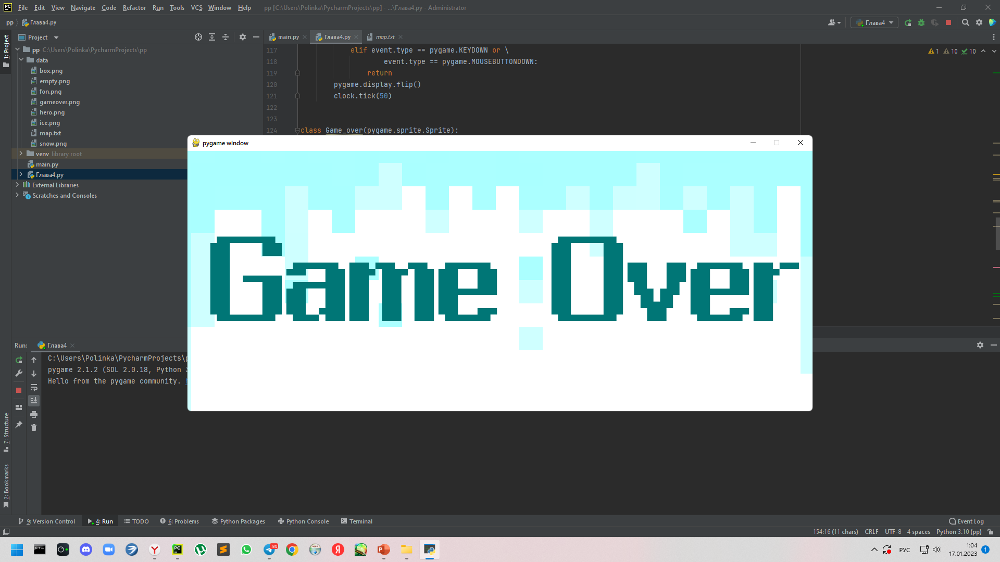 File Edit View Navigate Code Refactor Run Tools VCS Window Help pp [C:\Users\Polinka\PycharmProjects\pp] - ...\Глава4.py - Administrator
pp Глава4.py
Глава4
1: Project
Project
pp C:\Users\Polinka\PycharmProjects\pp
data
box.png
empty.png
fon.png
gameover.png
hero.png
ice.png
map.txt
snow.png
venv library root
main.py
Глава4.py
External Libraries
Scratches and Consoles
main.py Глава4.py map.txt
1 10 10
117 elif event.type == pygame.KEYDOWN or \
118 event.type == pygame.MOUSEBUTTONDOWN:
119 return
120 pygame.display.flip()
121 clock.tick(50)
122
123
124 class Game_over(pygame.sprite.Sprite):
pygame window
Game Over
Run: Глава4
C:\Users\Polinka\PycharmProjects\
pygame 2.1.2 (SDL 2.0.18, Python
Hello from the pygame community.
7: Structure
2: Bookmarks
9: Version Control 4: Run TODO 6: Problems Python Packages Python Console Terminal Event Log
154:16 (11 chars) CRLF UTF-8 4 spaces Python 3.10 (pp)
90
РУС
1:04
17.01.2023
1